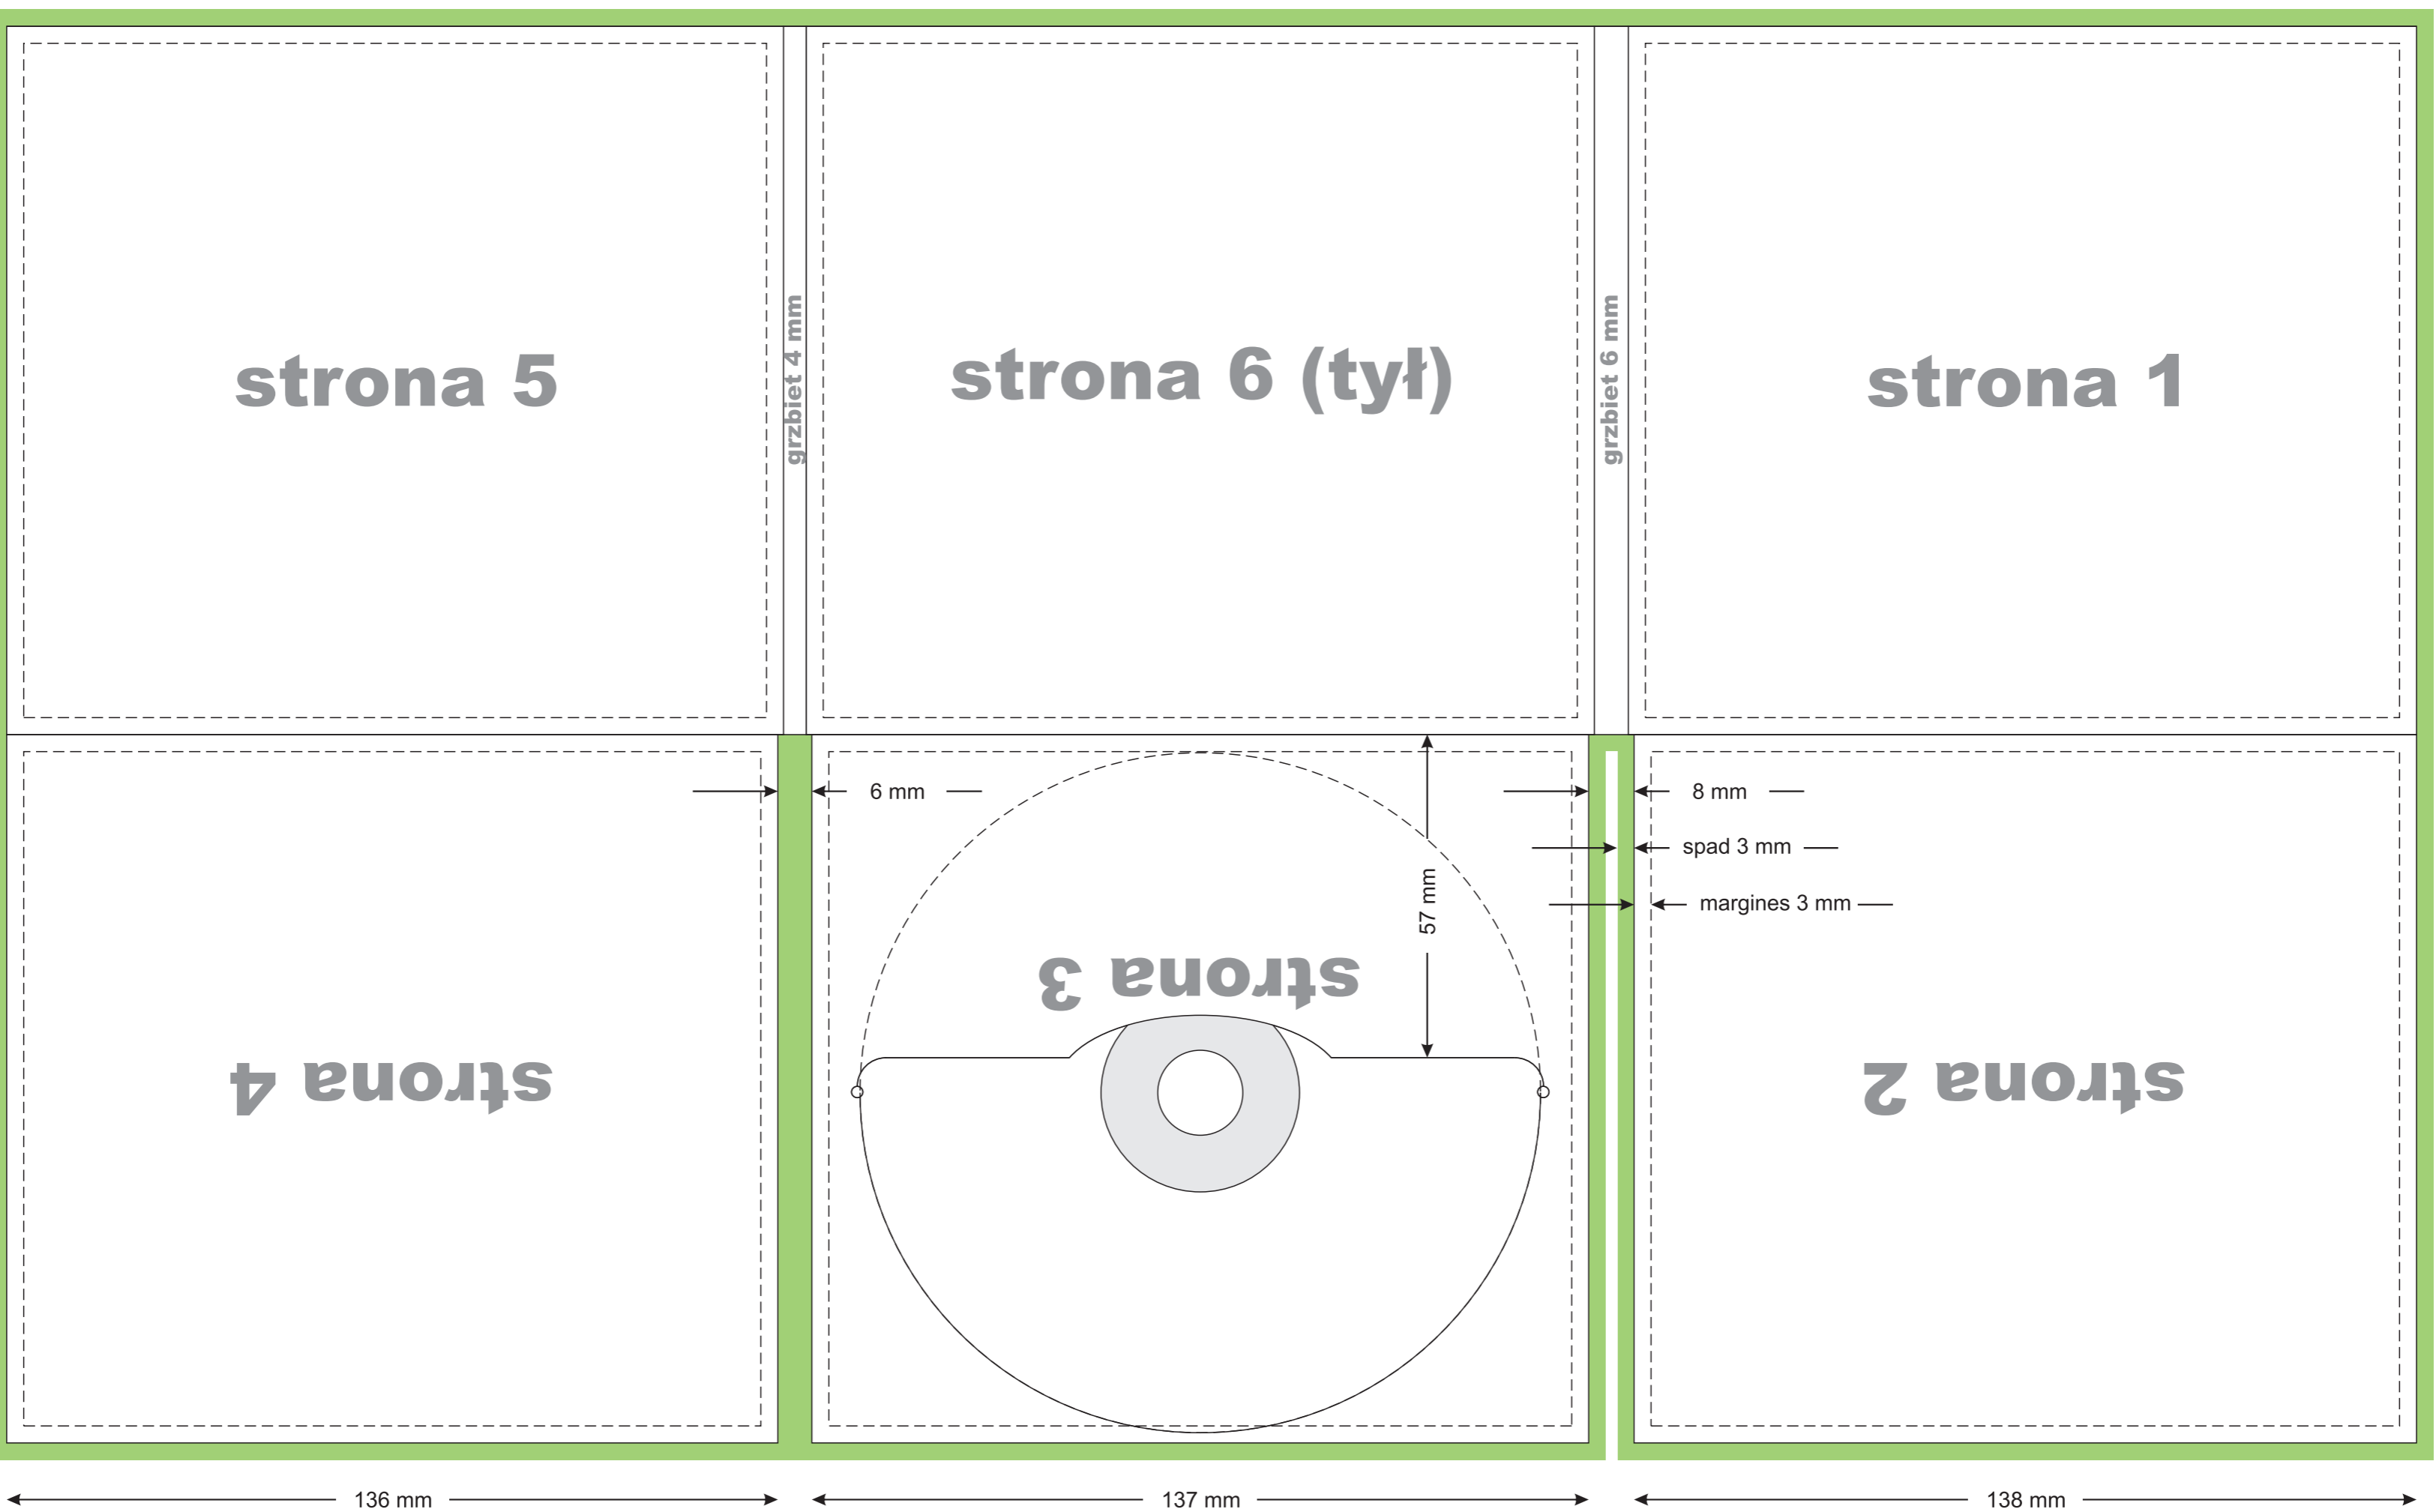 strona 5
grzbiet 4 mm
strona 6 (tył)
grzbiet 6 mm
strona 1
6 mm
8 mm
spad 3 mm
margines 3 mm
57 mm
strona 3
strona 4
strona 2
136 mm
137 mm
138 mm